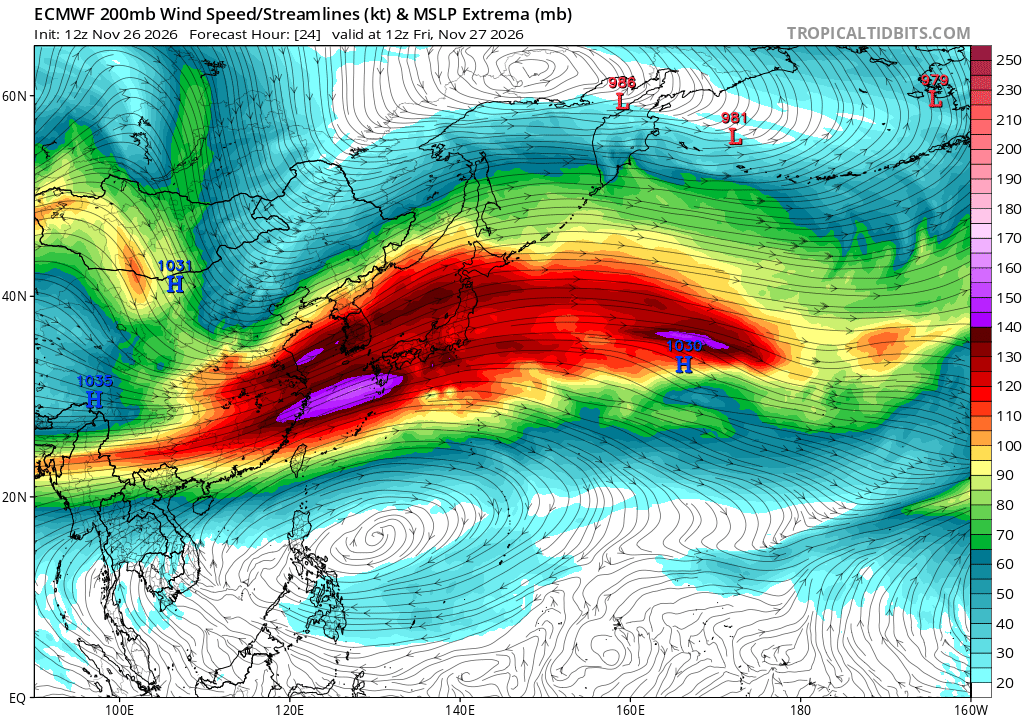 ECMWF 200mb Wind Speed/Streamlines (kt) & MSLP Extrema (mb)
Init: 12z Nov 26 2026 Forecast Hour: [24] valid at 12z Fri, Nov 27 2026
TROPICALTIDBITS.COM
60N
40N
20N
EQ
100E
120E
140E
160E
180
160W
986
L
981
L
979
L
1031
H
1035
H
1030
H
250
230
210
200
190
180
170
160
150
140
130
120
110
100
90
80
70
60
50
40
30
20